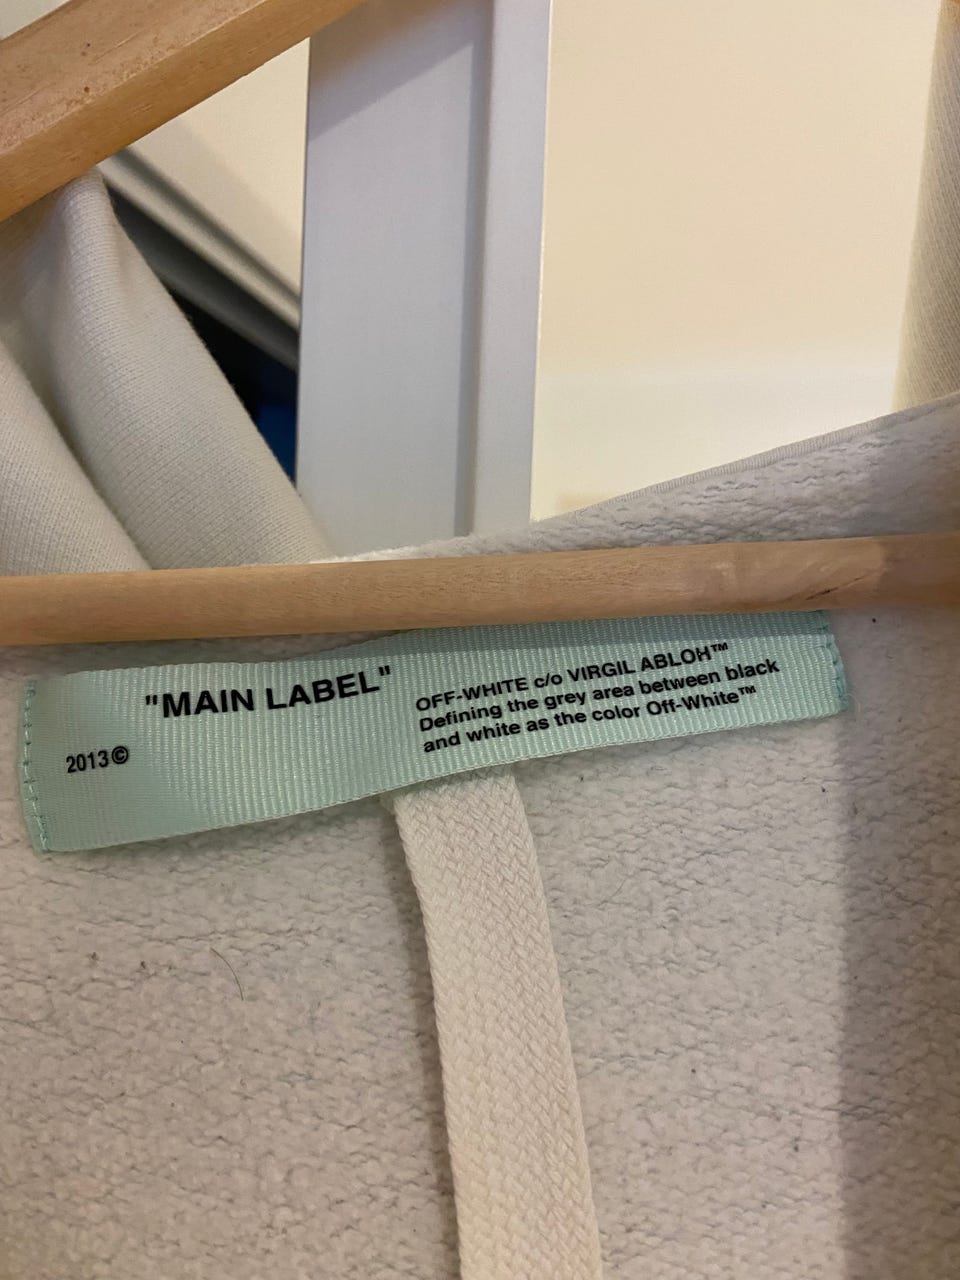 "MAIN LABEL"
2013©
OFF-WHITE c/o VIRGIL ABLOH™
Defining the grey area between black
and white as the color Off-White™